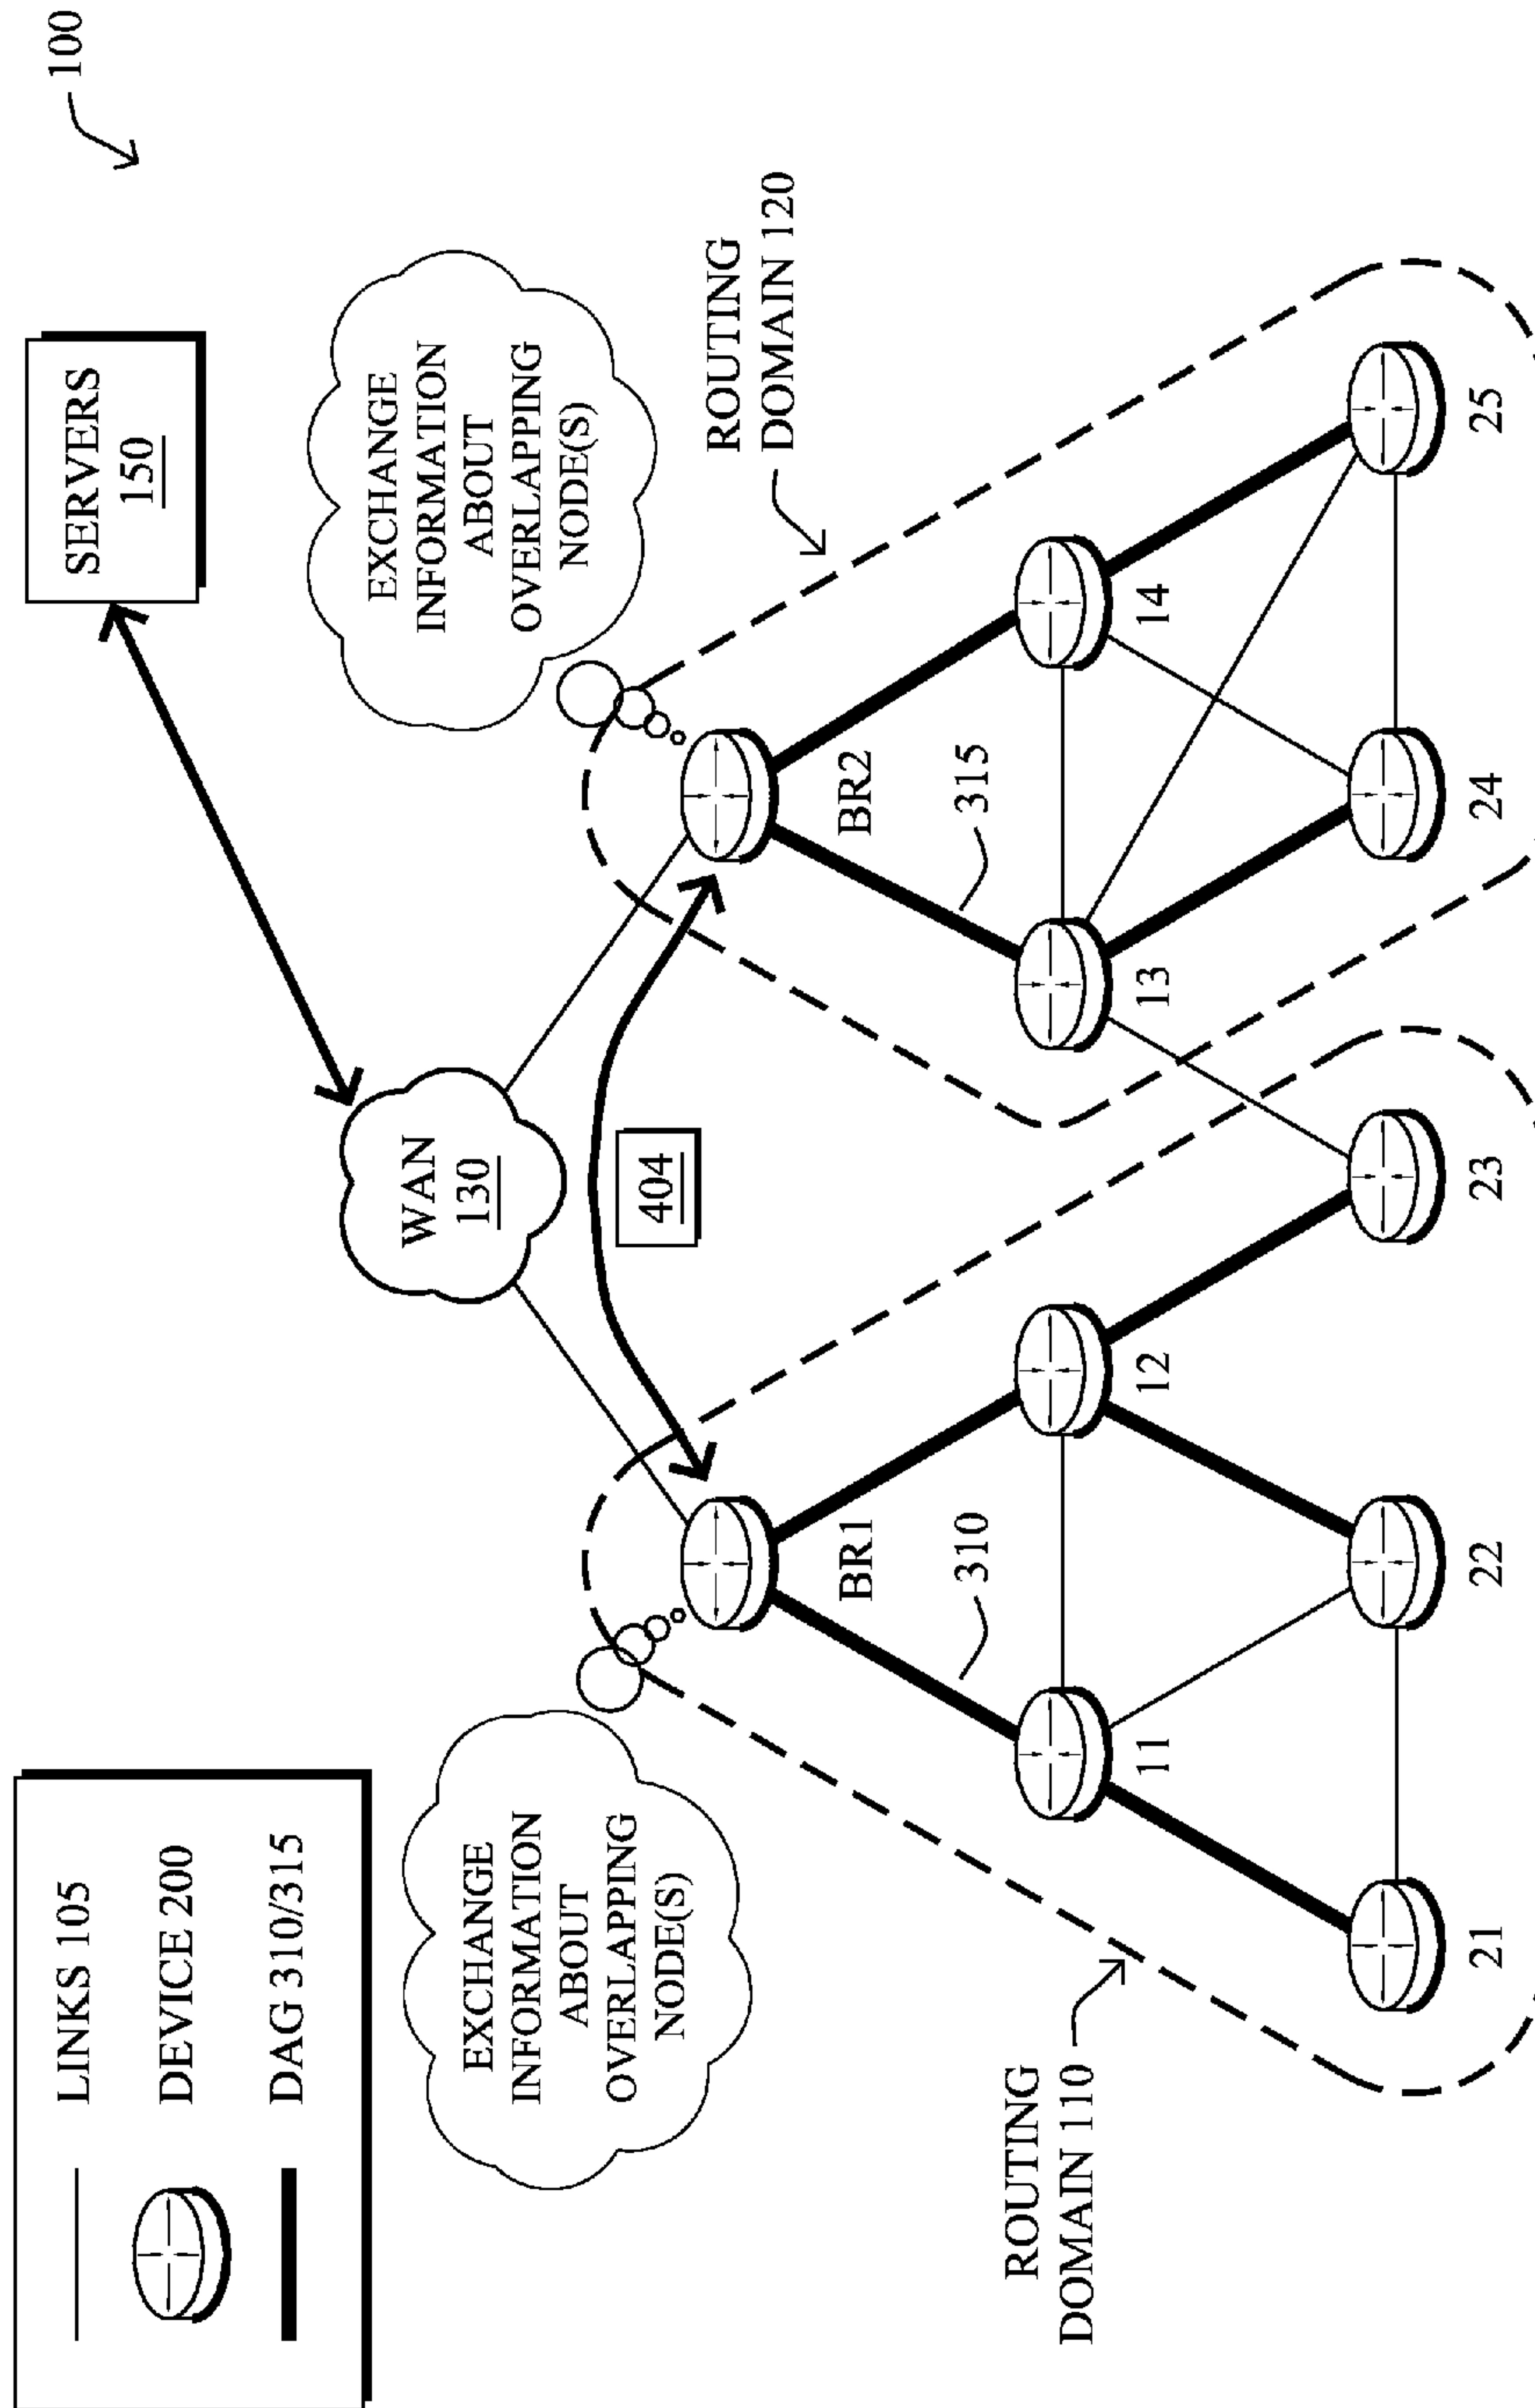 LINKS 105
DEVICE 200
DAG 310/315
SERVERS
150
100
WAN
130
EXCHANGE
INFORMATION
ABOUT
OVERLAPPING
NODE(S)
EXCHANGE
INFORMATION
ABOUT
OVERLAPPING
NODE(S)
404
ROUTING
DOMAIN 120
BR1
BR2
310
315
ROUTING
DOMAIN 110
11
12
13
14
21
22
23
24
25